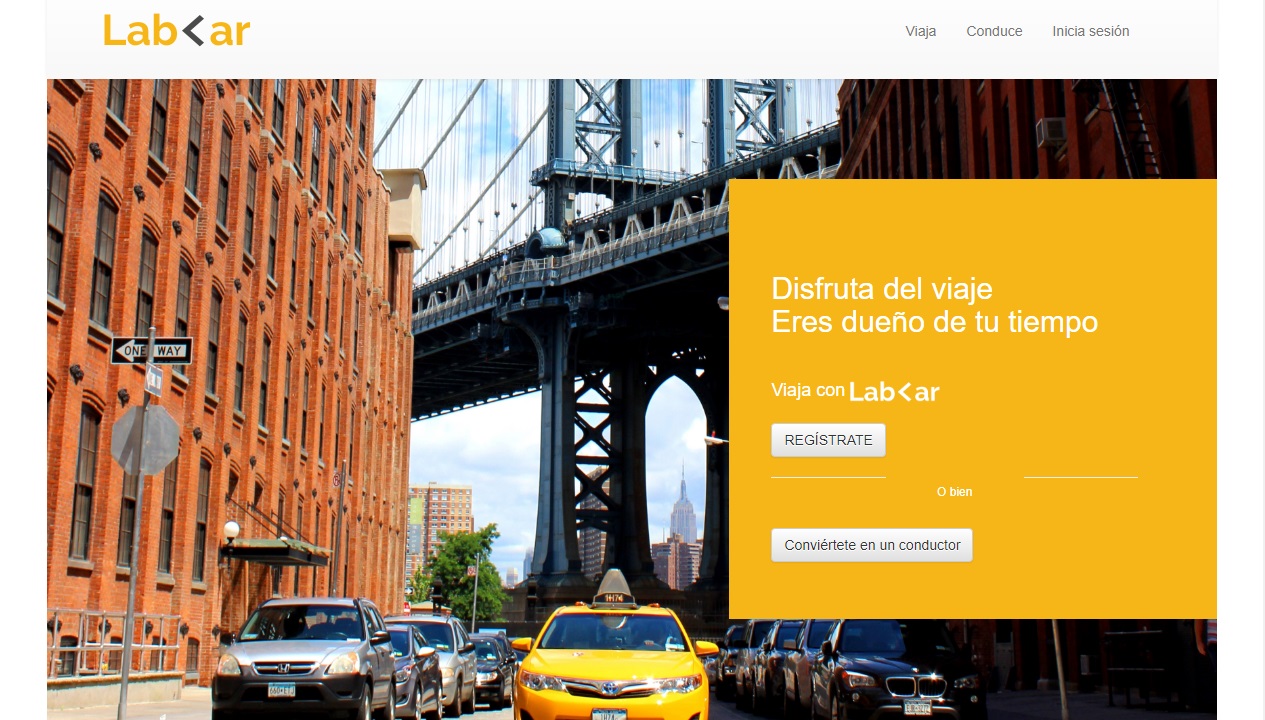 Lab<ar
Viaja
Conduce
Inicia sesión
ONE WAY
Disfruta del viaje
Eres dueño de tu tiempo
Viaja con Lab<ar
REGÍSTRATE
O bien
Conviértete en un conductor